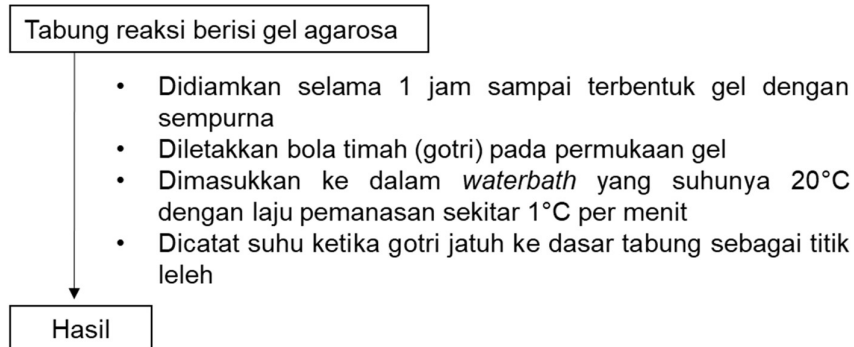 Tabung reaksi berisi gel agarosa
• Didiamkan selama 1 jam sampai terbentuk gel dengan
sempurna
• Diletakkan bola timah (gotri) pada permukaan gel
• Dimasukkan ke dalam waterbath yang suhunya 20°C
dengan laju pemanasan sekitar 1°C per menit
• Dicatat suhu ketika gotri jatuh ke dasar tabung sebagai titik
leleh
Hasil